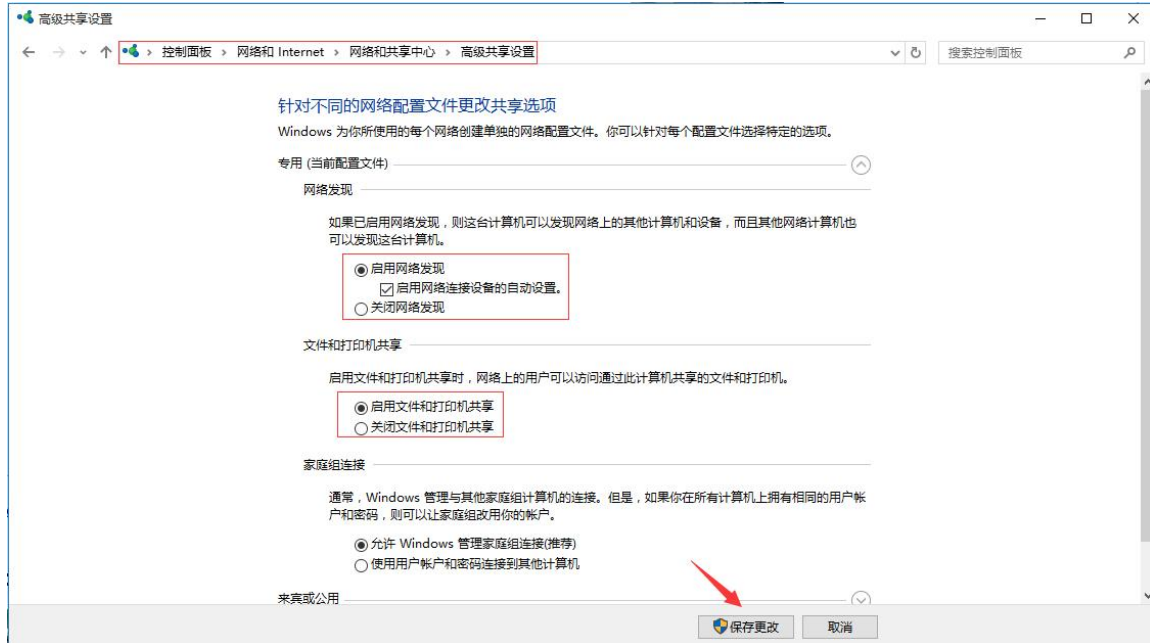 高级共享设置
控制面板 › 网络和 Internet › 网络和共享中心 › 高级共享设置
搜索控制面板
针对不同的网络配置文件更改共享选项
Windows 为你所使用的每个网络创建单独的网络配置文件。你可以针对每个配置文件选择特定的选项。
专用 (当前配置文件)
网络发现
如果已启用网络发现，则这台计算机可以发现网络上的其他计算机和设备，而且其他网络计算机也
可以发现这台计算机。
启用网络发现
启用网络连接设备的自动设置。
关闭网络发现
文件和打印机共享
启用文件和打印机共享时，网络上的用户可以访问通过此计算机共享的文件和打印机。
启用文件和打印机共享
关闭文件和打印机共享
家庭组连接
通常，Windows 管理与其他家庭组计算机的连接。但是，如果你在所有计算机上拥有相同的用户帐
户和密码，则可以让家庭组改用你的帐户。
允许 Windows 管理家庭组连接(推荐)
使用用户帐户和密码连接到其他计算机
来宾或公用
保存更改
取消